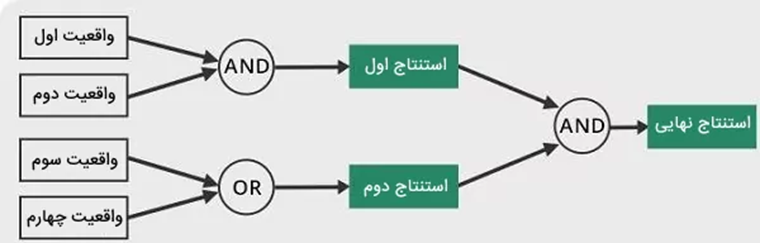 واقعیت اول
واقعیت دوم
AND
استنتاج اول
واقعیت سوم
واقعیت چهارم
OR
استنتاج دوم
AND
استنتاج نهایی